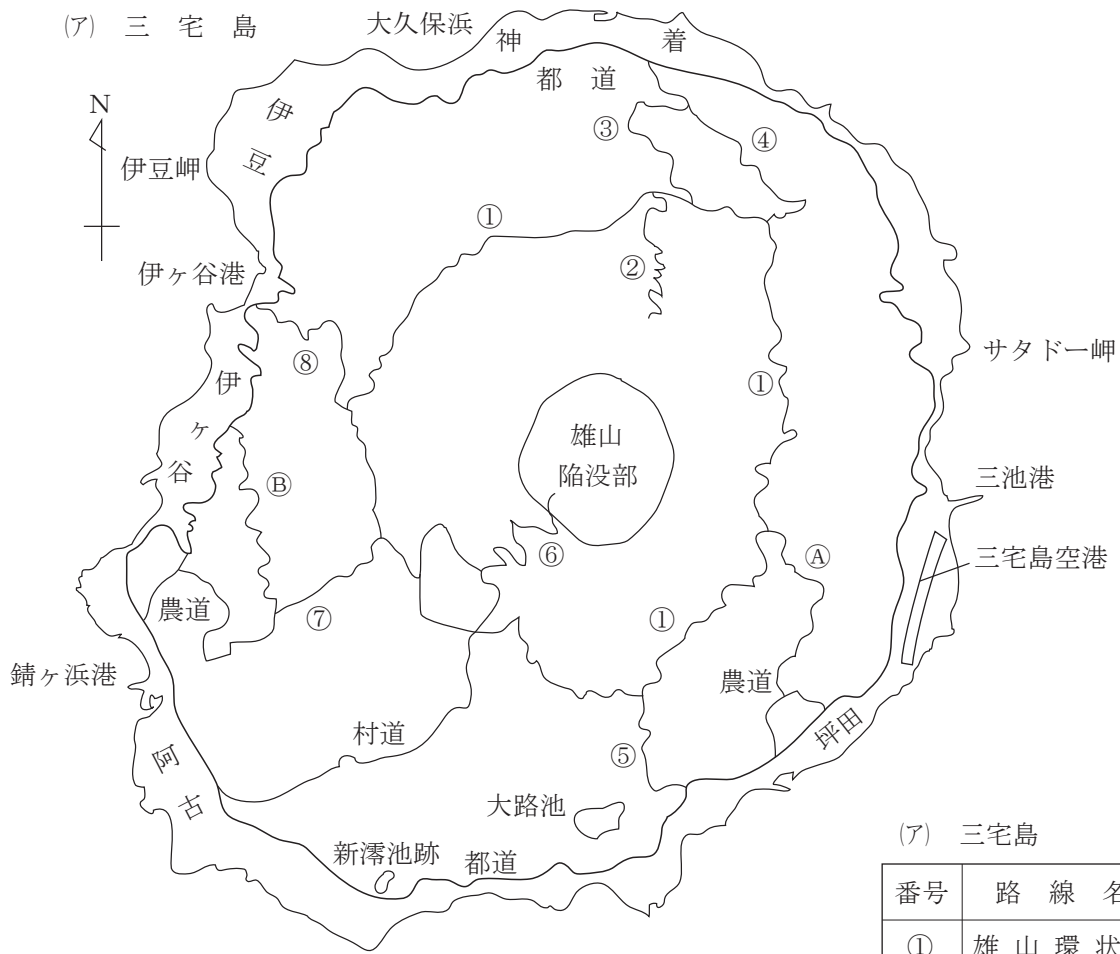 (ア) 三宅島
大久保浜
神着
都道
N
伊豆
③
④
伊豆岬
①
②
伊ヶ谷港
伊ヶ谷
⑧
サタドー岬
①
雄山
陥没部
Ⓑ
三池港
⑥
Ⓐ
三宅島空港
農道
⑦
①
錆ヶ浜港
農道
村道
坪田
⑤
阿古
大路池
新澪池跡
都道
(ア) 三宅島
番号 路線名
① 雄山環状